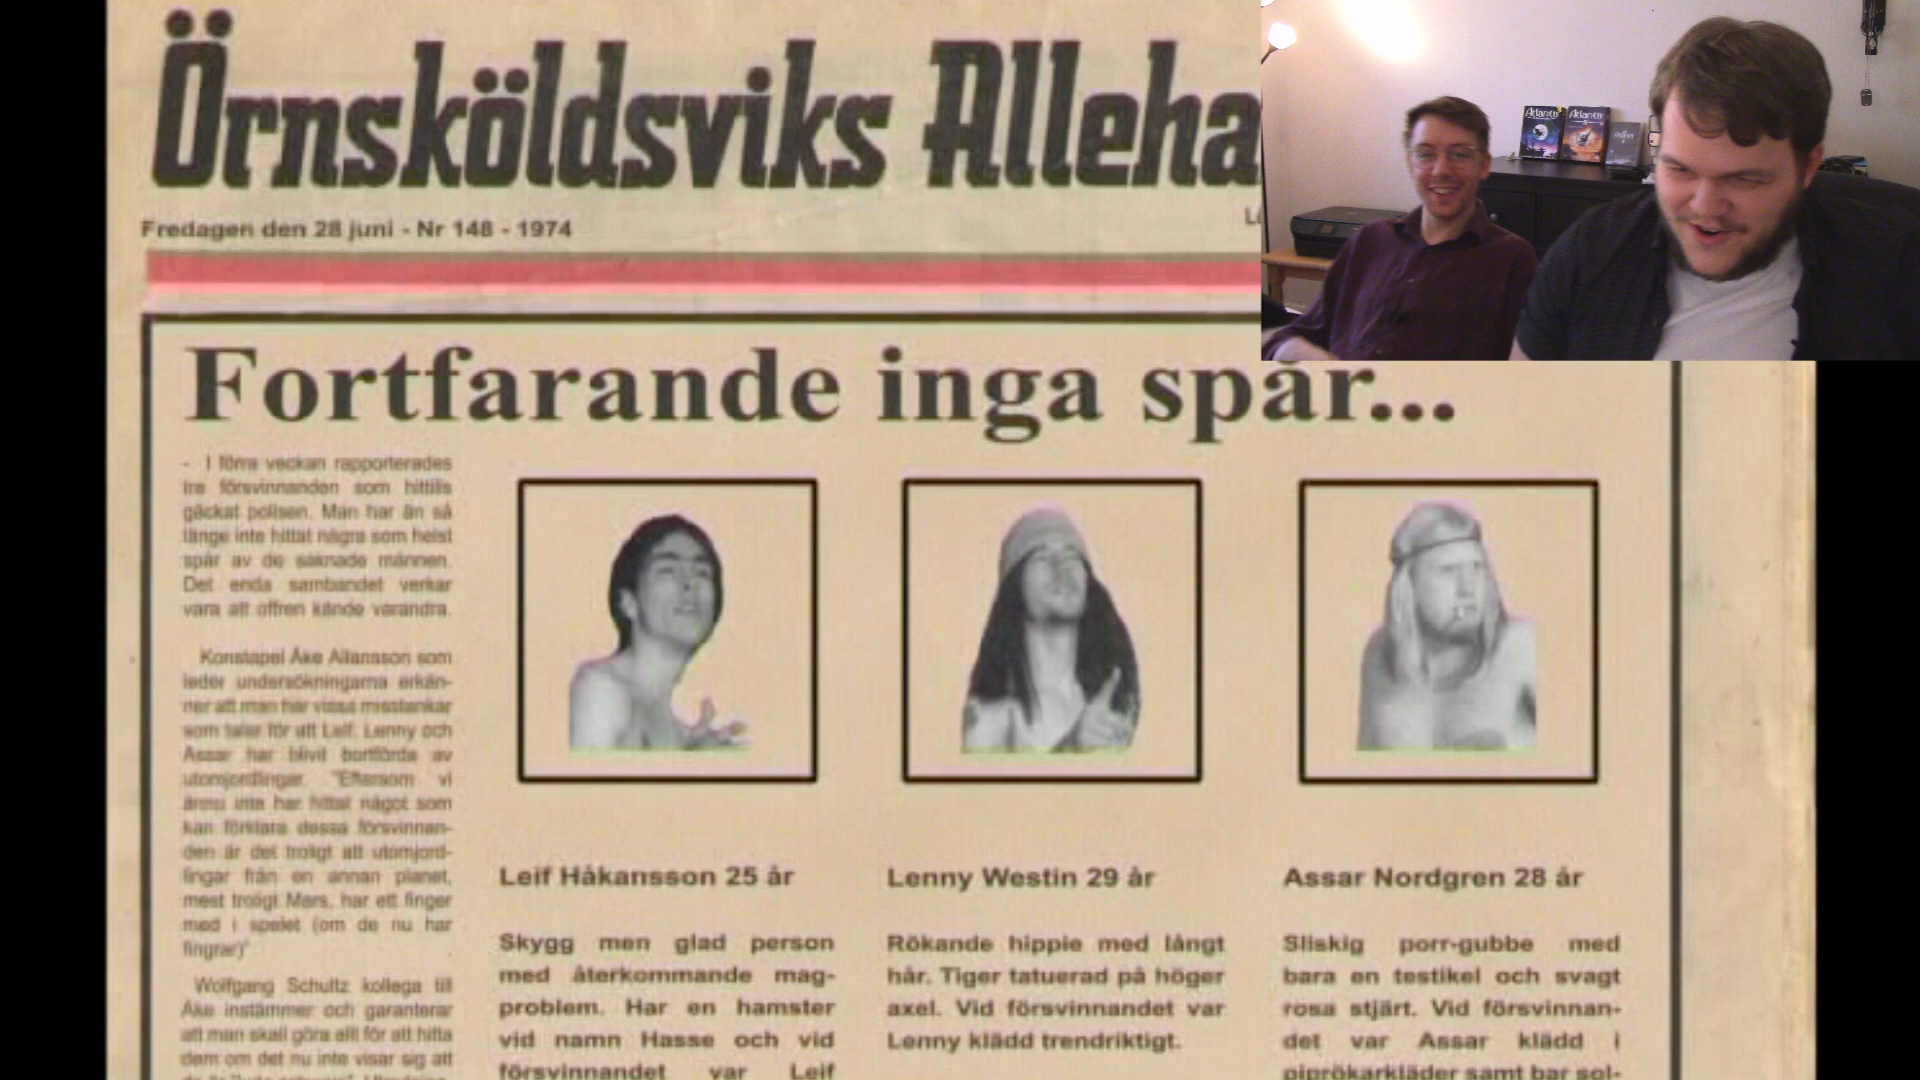 Örnsköldsviks Alleha
Fredagen den 28 juni - Nr 148 - 1974
Fortfarande inga spår...
- I förra veckan rapporterades
tre försvinnanden som hittills
gäckat polisen. Man har än så
länge inte hittat några som helst
spår av de saknade männen.
Det enda sambandet verkar
vara att offren kände varandra.
Konstapel Åke Allansson som
leder undersökningarna erkän-
ner att man har vissa misstankar
som talar för att Leif, Lenny och
Assar har blivit bortförda av
utomjordlingar. "Eftersom vi
ännu inte har hittat något som
kan förklara dessa försvinnan-
den är det troligt att utomjord-
lingar från en annan planet,
mest troligt Mars, har ett finger
med i spelet (om de nu har
fingrar)"
Wolfgang Schultz kollega till
Åke instämmer och garanterar
att man skall göra allt för att hitta
dem om det nu inte visar sig att
Leif Håkansson 25 år
Skygg men glad person
med återkommande mag-
problem. Har en hamster
vid namn Hasse och vid
försvinnandet var Leif
Lenny Westin 29 år
Rökande hippie med långt
hår. Tiger tatuerad på höger
axel. Vid försvinnandet var
Lenny klädd trendriktigt.
Assar Nordgren 28 år
Sliskig porr-gubbe med
bara en testikel och svagt
rosa stjärt. Vid försvinnan-
det var Assar klädd i
piprökarkläder samt bar sol-
Atlantis
Atlantis